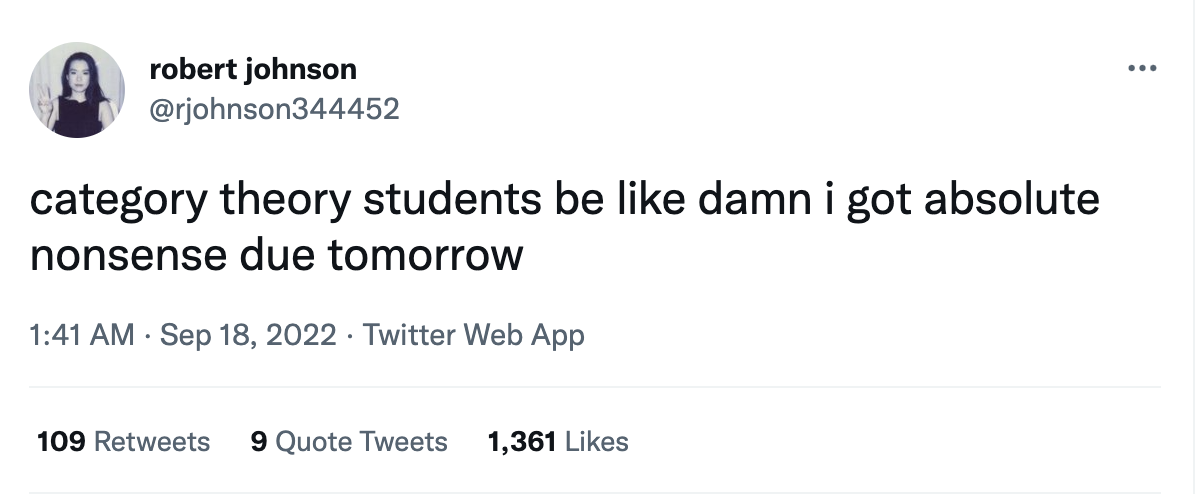 robert johnson
@rjohnson344452
category theory students be like damn i got absolute
nonsense due tomorrow
1:41 AM · Sep 18, 2022 · Twitter Web App
109 Retweets 9 Quote Tweets 1,361 Likes